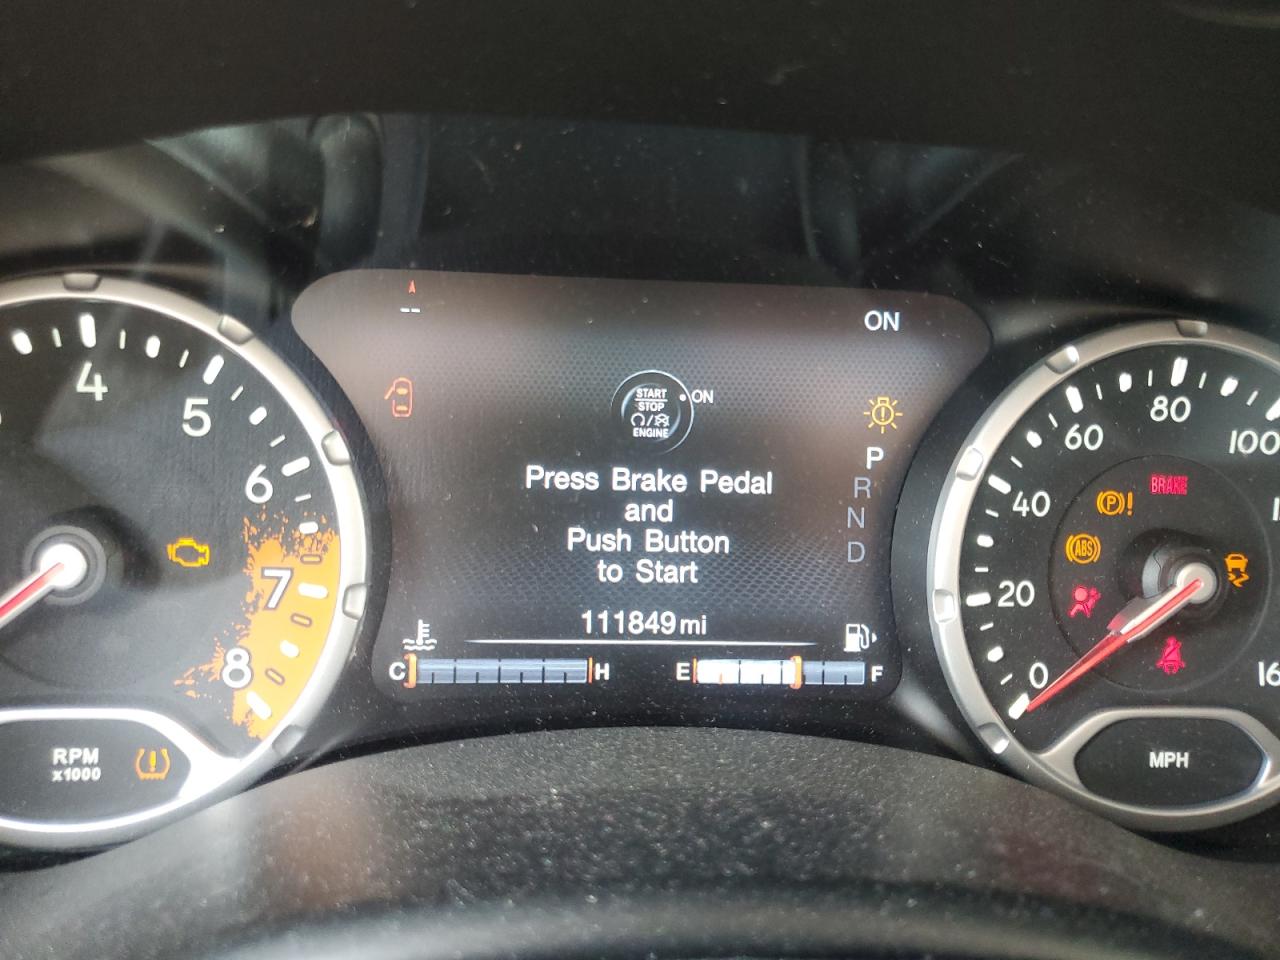 4
5
6
7
8
RPM
x1000
ON
START
STOP
ENGINE
ON
Press Brake Pedal
and
Push Button
to Start
111849 mi
C
H
E
F
P
R
N
D
0
20
40
60
80
100
BRAKE
(P)!
ABS
MPH